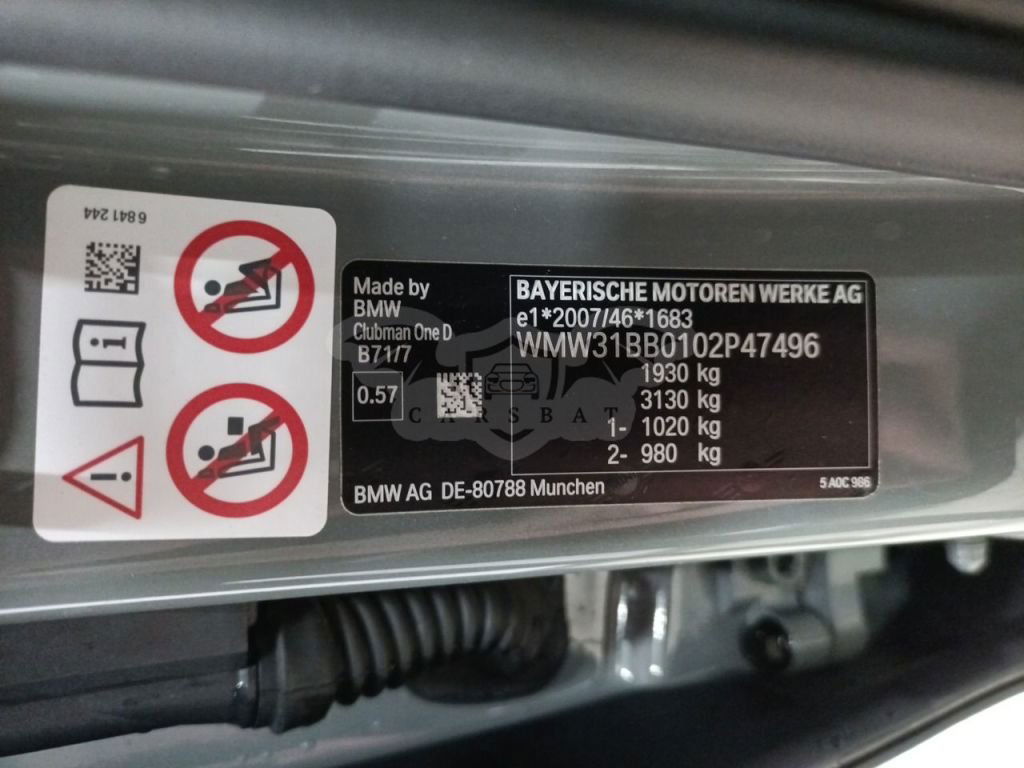 6 841 244
Made by
BMW
Clubman One D
B71/7
0.57
BAYERISCHE MOTOREN WERKE AG
e1*2007/46*1683
WMW31BB0102P47496
1930 kg
3130 kg
1- 1020 kg
2- 980 kg
CARSBAT
BMW AG DE-80788 Munchen
5 A0C 986